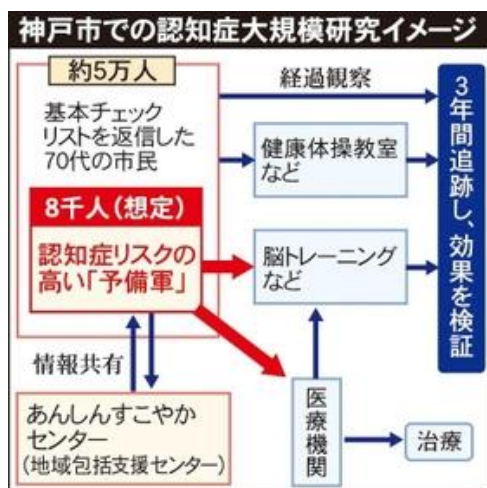 神戸市での認知症大規模研究イメージ
約5万人
基本チェック
リストを返信した
70代の市民
8千人(想定)
認知症リスクの
高い「予備軍」
情報共有
あんしんすこやか
センター
(地域包括支援センター)
経過観察
健康体操教室
など
脳トレーニング
など
医療機関
治療
3年間追跡し、効果を検証